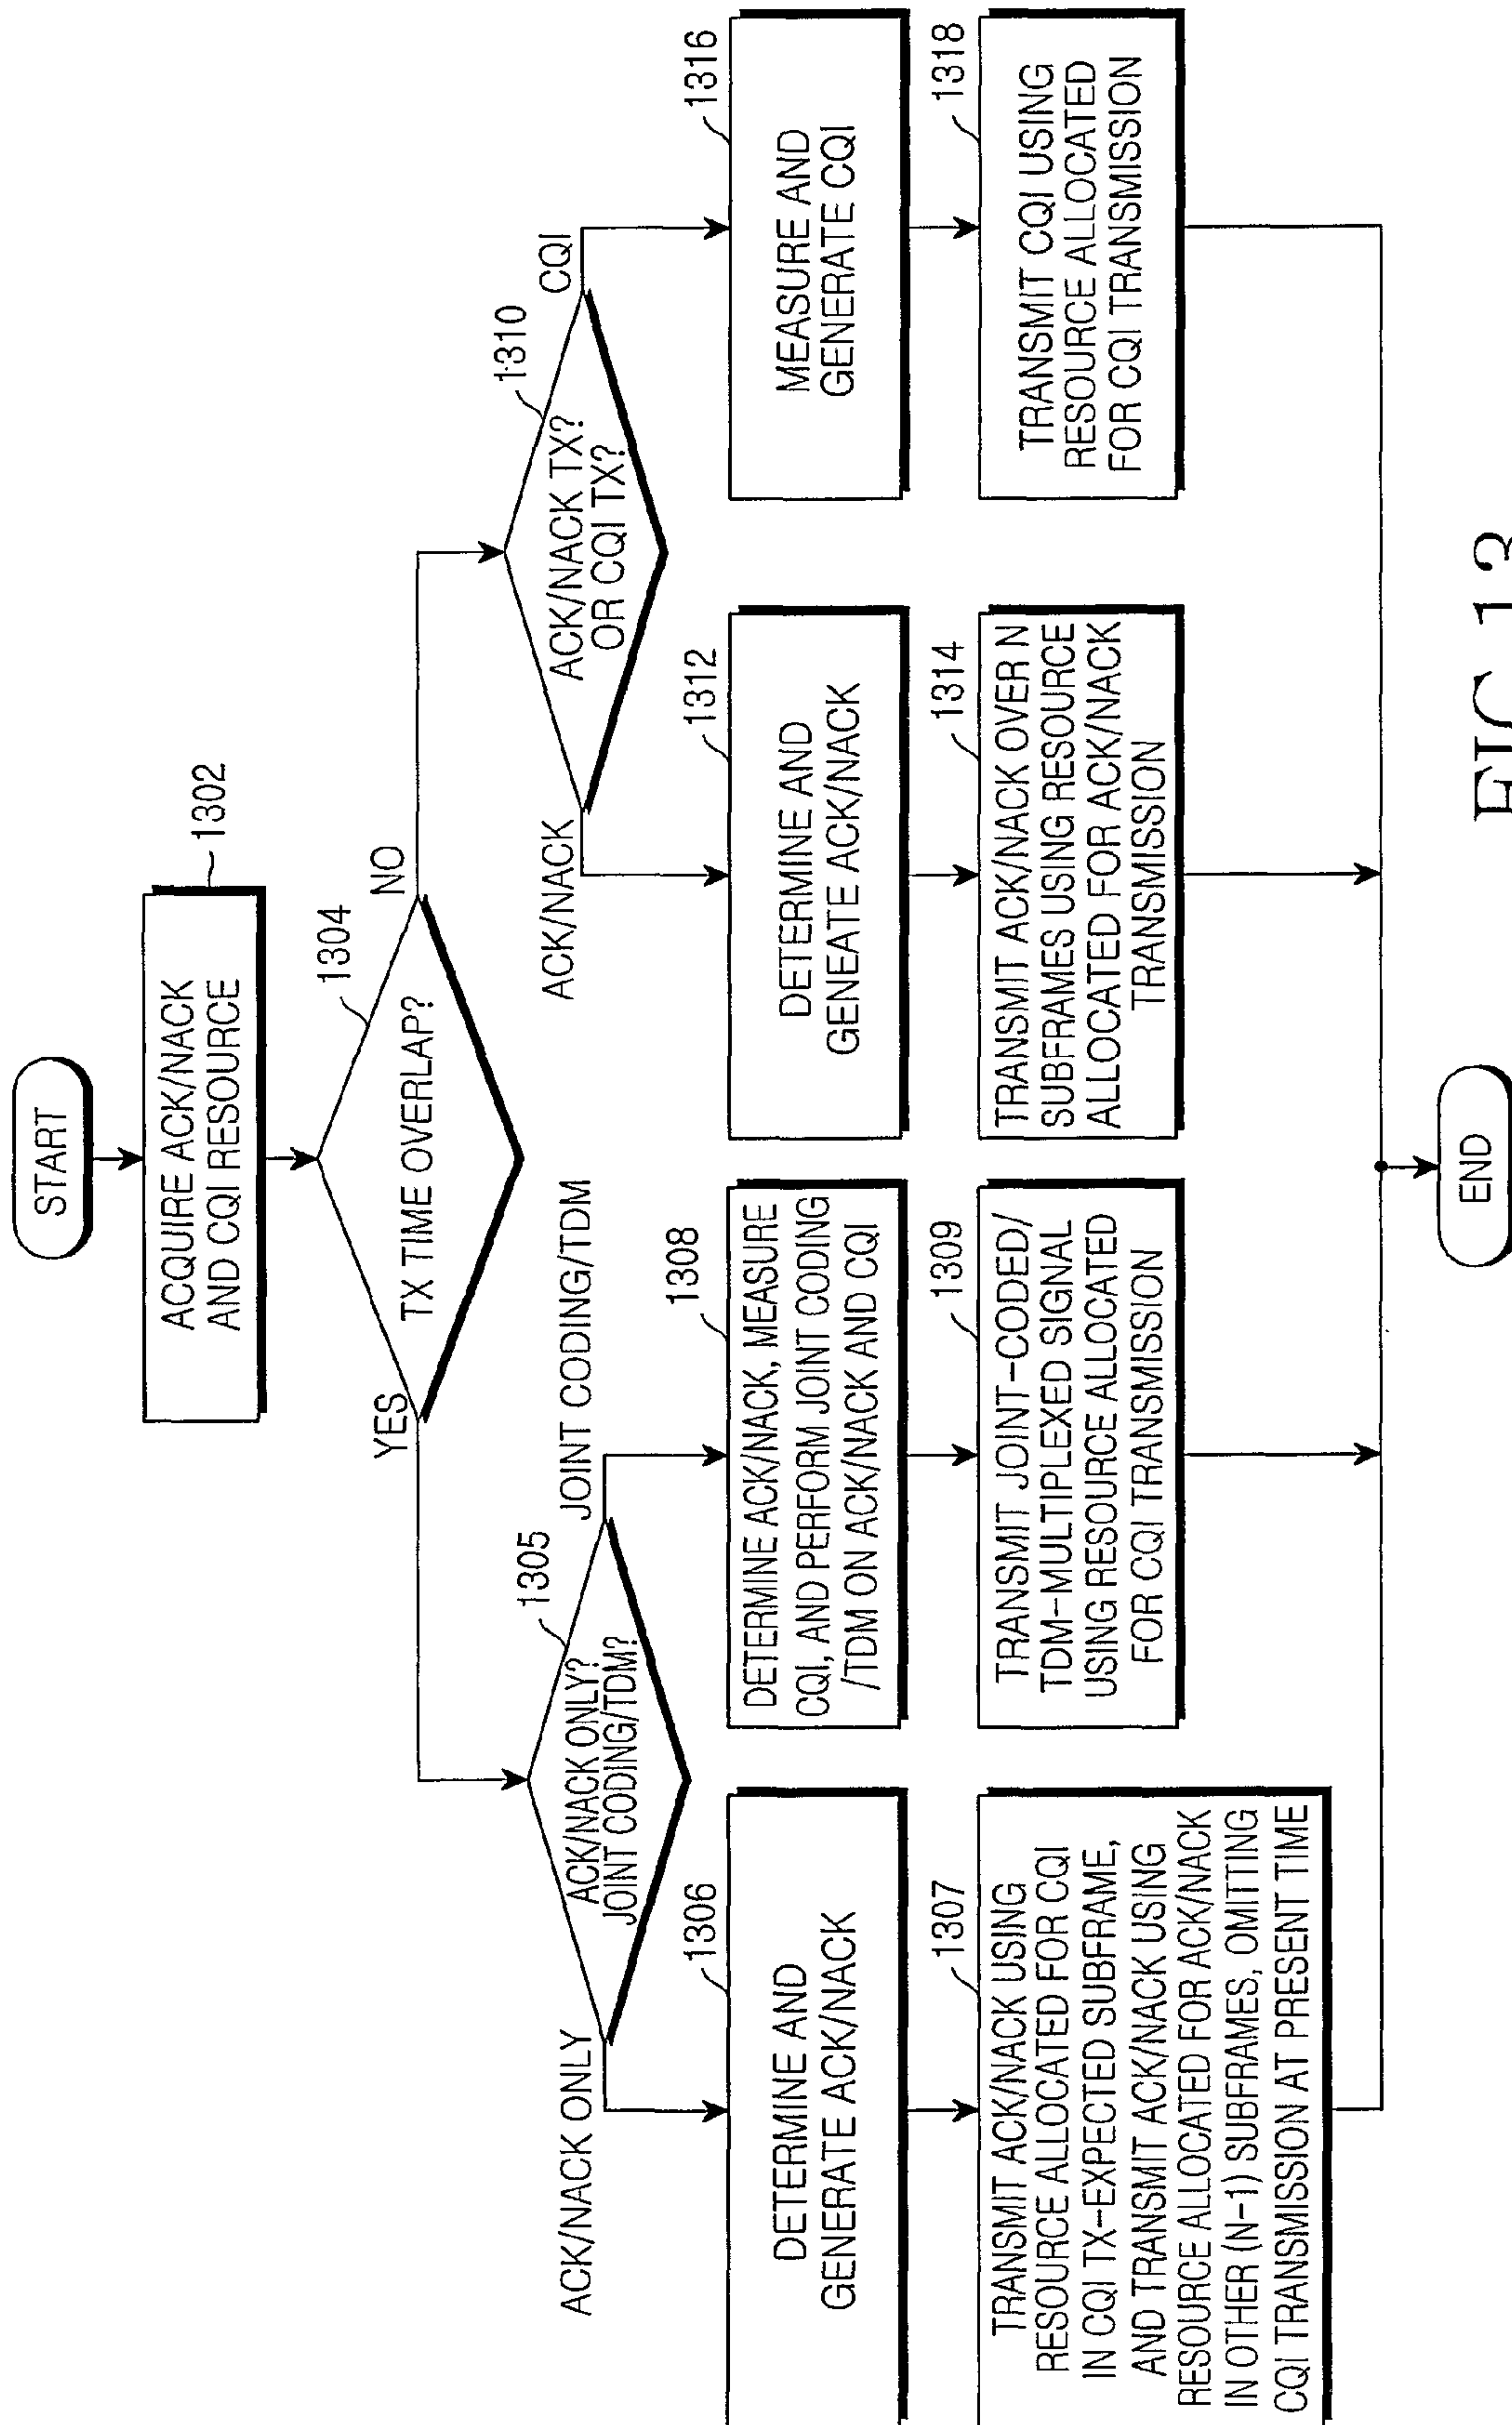 START
ACQUIRE ACK/NACK
AND CQI RESOURCE
1302
TX TIME OVERLAP?
1304
YES
NO
ACK/NACK ONLY?
JOINT CODING/TDM?
1305
ACK/NACK ONLY
JOINT CODING/TDM
ACK/NACK TX?
OR CQI TX?
1310
ACK/NACK
CQI
DETERMINE AND
GENERATE ACK/NACK
1306
DETERMINE ACK/NACK, MEASURE
CQI, AND PERFORM JOINT CODING
/TDM ON ACK/NACK AND CQI
1308
DETERMINE AND
GENEATE ACK/NACK
1312
MEASURE AND
GENERATE CQI
1316
TRANSMIT ACK/NACK USING
RESOURCE ALLOCATED FOR CQI
IN CQI TX-EXPECTED SUBFRAME,
AND TRANSMIT ACK/NACK USING
RESOURCE ALLOCATED FOR ACK/NACK
IN OTHER (N-1) SUBFRAMES, OMITTING
CQI TRANSMISSION AT PRESENT TIME
1307
TRANSMIT JOINT-CODED/
TDM-MULTIPLEXED SIGNAL
USING RESOURCE ALLOCATED
FOR CQI TRANSMISSION
1309
TRANSMIT ACK/NACK OVER N
SUBFRAMES USING RESOURCE
ALLOCATED FOR ACK/NACK
TRANSMISSION
1314
TRANSMIT CQI USING
RESOURCE ALLOCATED
FOR CQI TRANSMISSION
1318
END
FIG.13